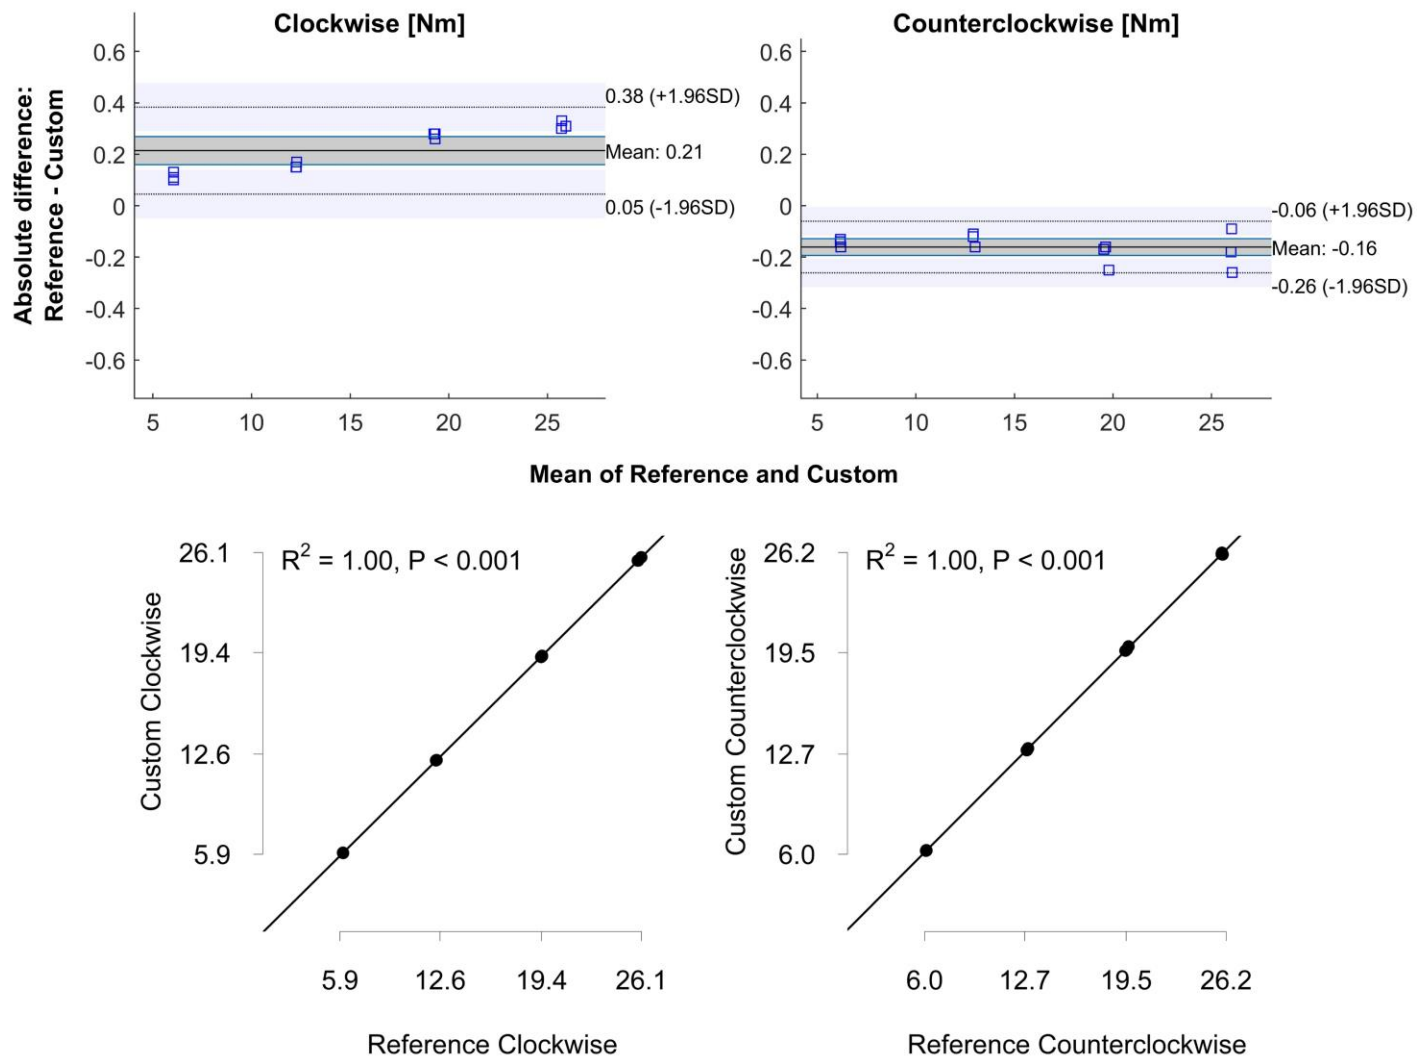 Clockwise [Nm]
Counterclockwise [Nm]
Absolute difference:
Reference - Custom
0.6
0.4
0.2
0
-0.2
-0.4
-0.6
0.38 (+1.96SD)
Mean: 0.21
0.05 (-1.96SD)
5 10 15 20 25
0.6
0.4
0.2
0
-0.2
-0.4
-0.6
-0.06 (+1.96SD)
Mean: -0.16
-0.26 (-1.96SD)
5 10 15 20 25
Mean of Reference and Custom
Custom Clockwise
26.1
19.4
12.6
5.9
R2 = 1.00, P < 0.001
5.9 12.6 19.4 26.1
Reference Clockwise
Custom Counterclockwise
26.2
19.5
12.7
6.0
R2 = 1.00, P < 0.001
6.0 12.7 19.5 26.2
Reference Counterclockwise